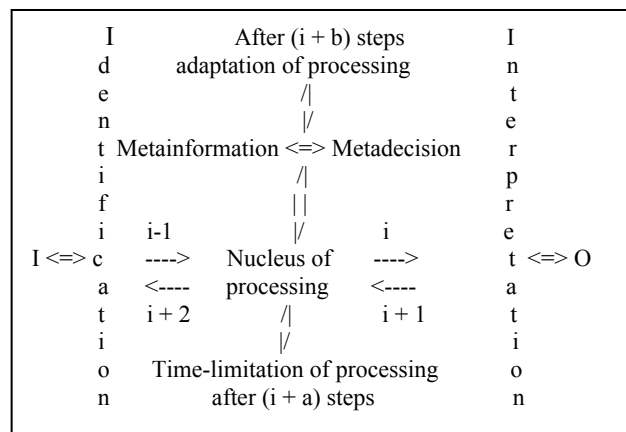 I After (i + b) steps I
d adaptation of processing n
e /| t
n |/ e
t Metainformation <=> Metadecision r
i /| p
f | | r
i i-1 |/ i e
I <=> c ----> Nucleus of ----> t <=> O
a <---- processing <---- a
t i + 2 /| i + 1 t
i |/ i
o Time-limitation of processing o
n after (i + a) steps n